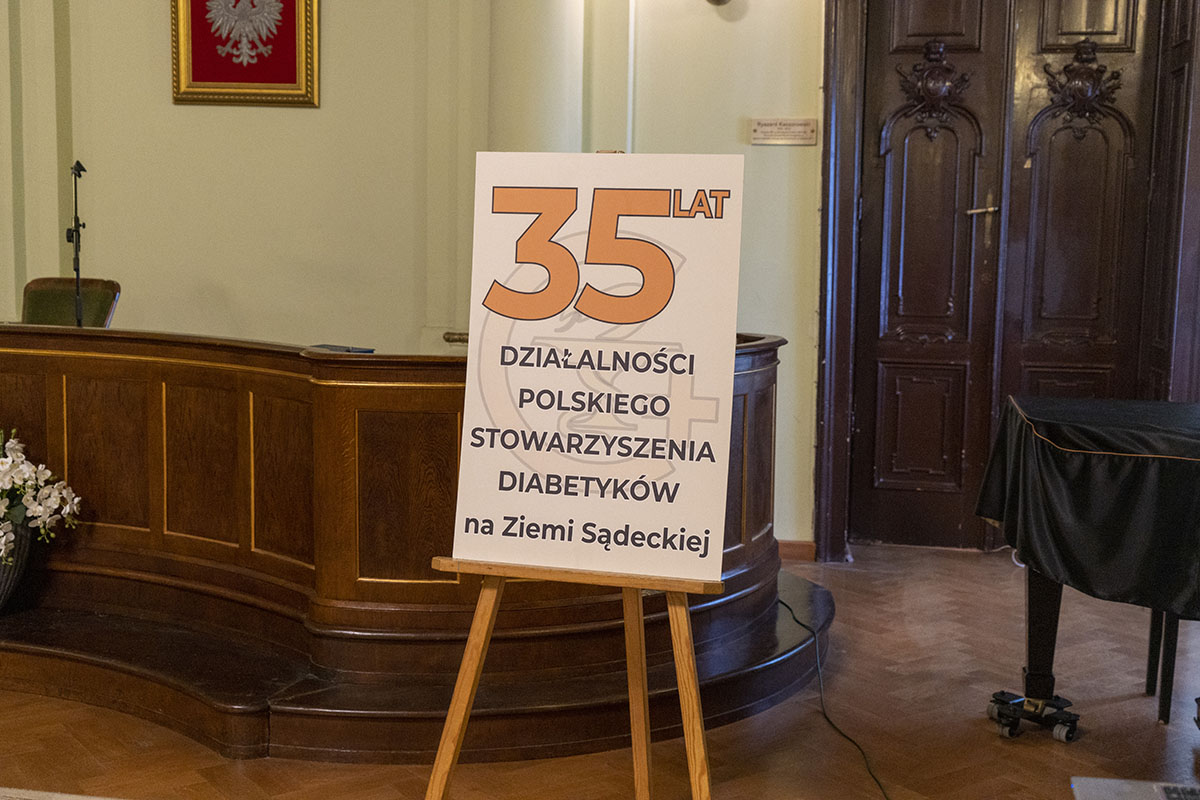 35 LAT
DZIAŁALNOŚCI
POLSKIEGO
STOWARZYSZENIA
DIABETYKÓW
na Ziemi Sądeckiej